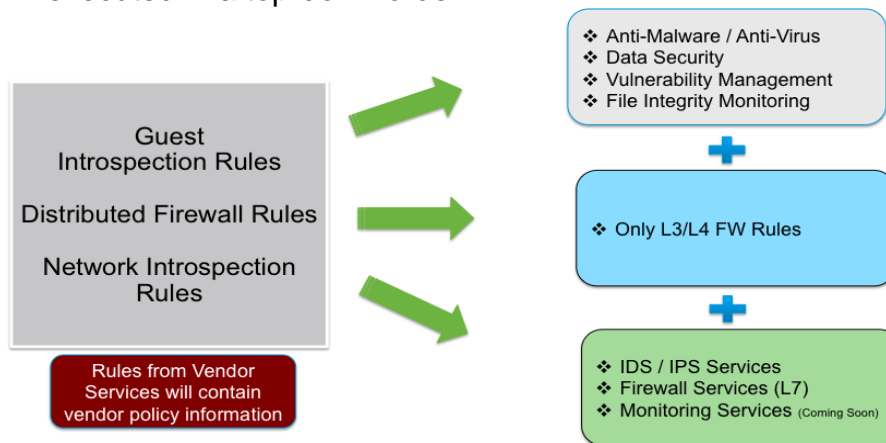 Guest
Introspection Rules
Distributed Firewall Rules
Network Introspection
Rules
Rules from Vendor
Services will contain
vendor policy information
❖ Anti-Malware / Anti-Virus
❖ Data Security
❖ Vulnerability Management
❖ File Integrity Monitoring
❖ Only L3/L4 FW Rules
❖ IDS / IPS Services
❖ Firewall Services (L7)
❖ Monitoring Services (Coming Soon)